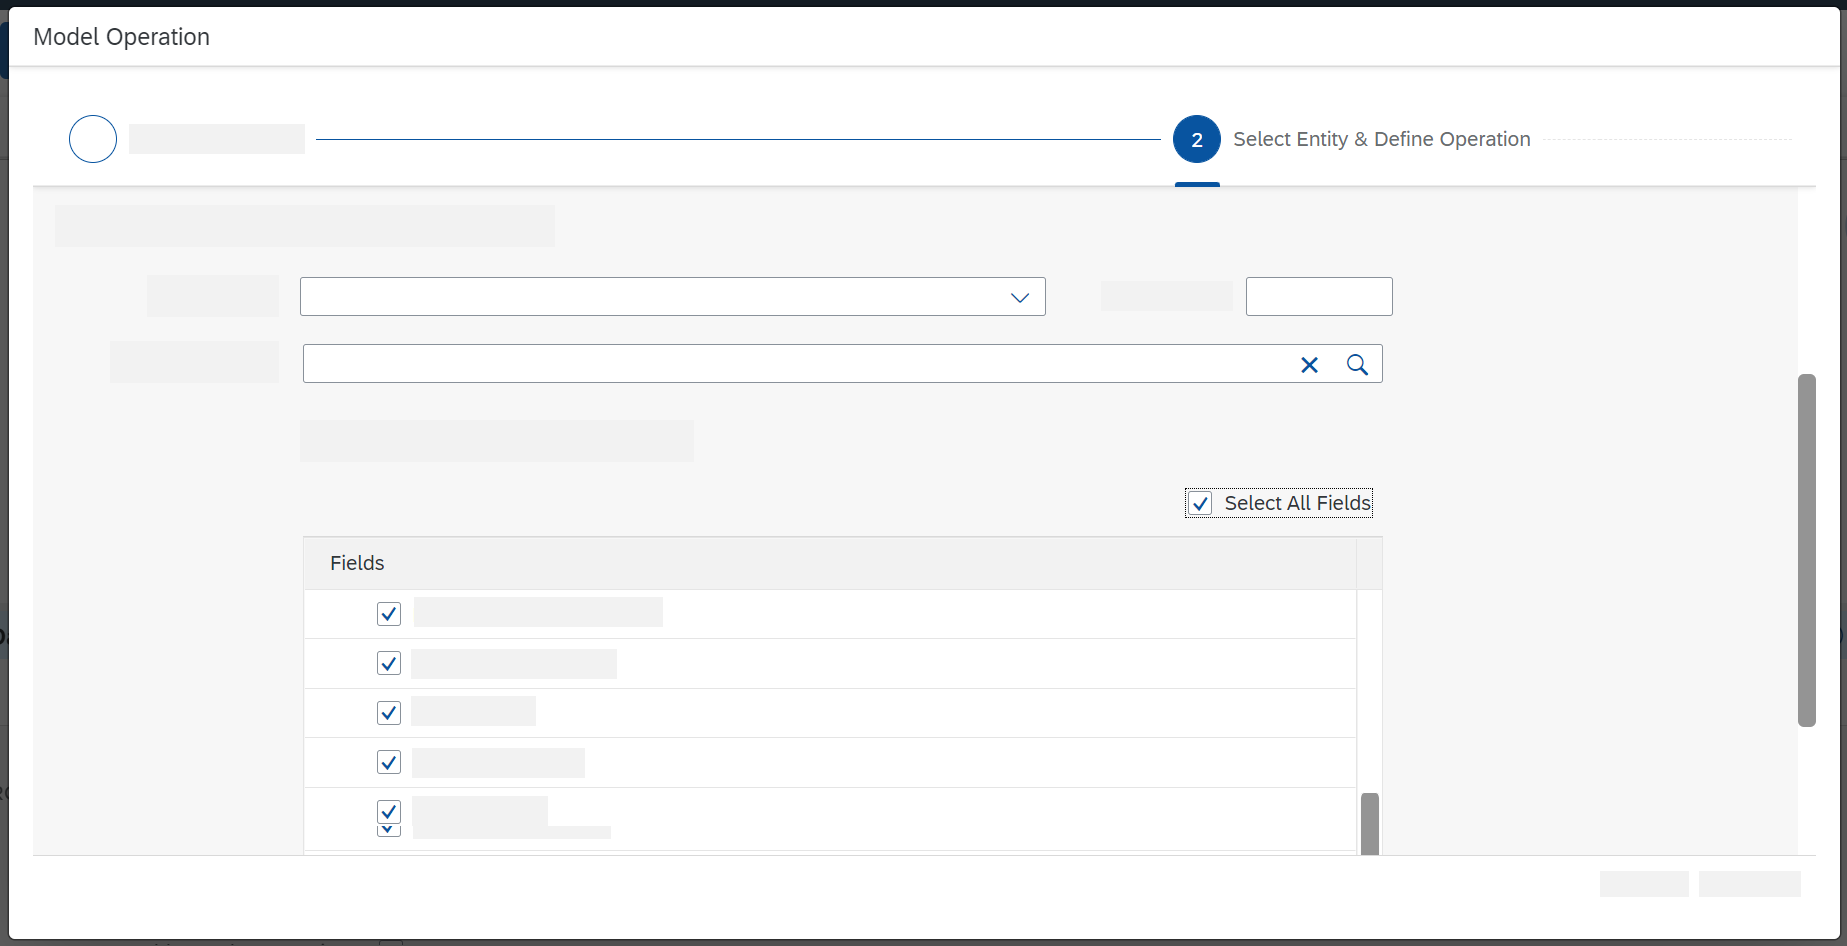 Model Operation
2 Select Entity & Define Operation
Select All Fields
Fields